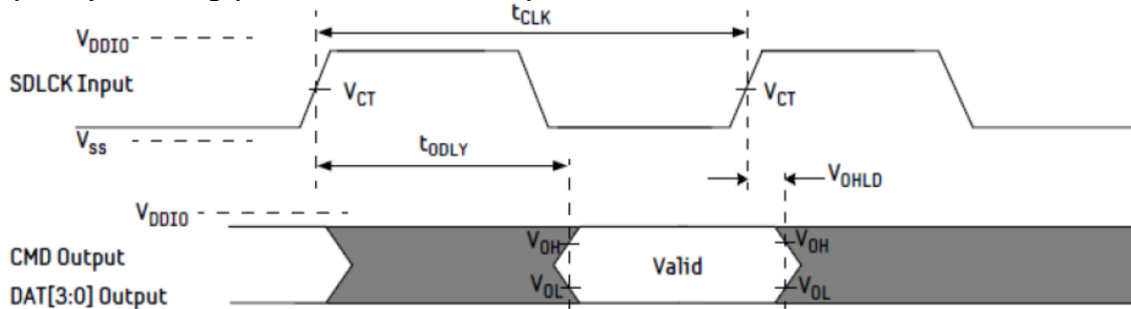 tCLK
VDDIO
SDLCK Input
VCT
VCT
VSS
tODLY
VOHLD
VDDIO
VOH
VOH
CMD Output
Valid
DAT[3:0] Output
VOL
VOL